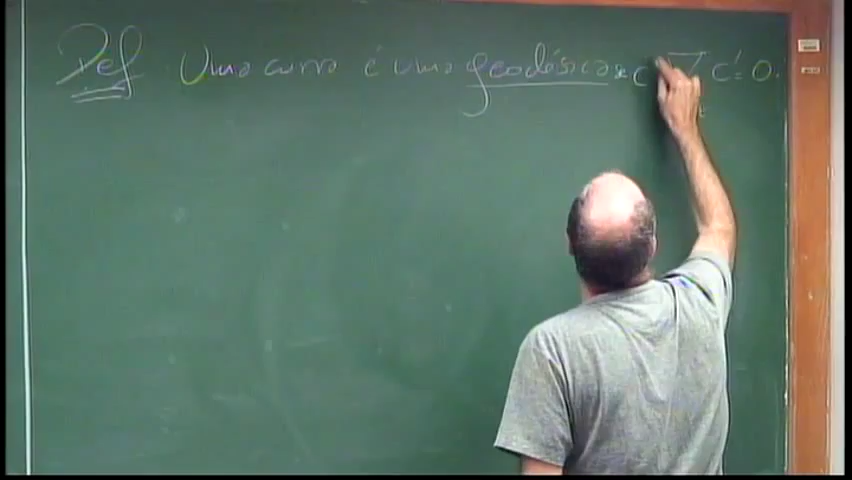 Def Uma curva é uma geodésica se c ∇ c' = 0.